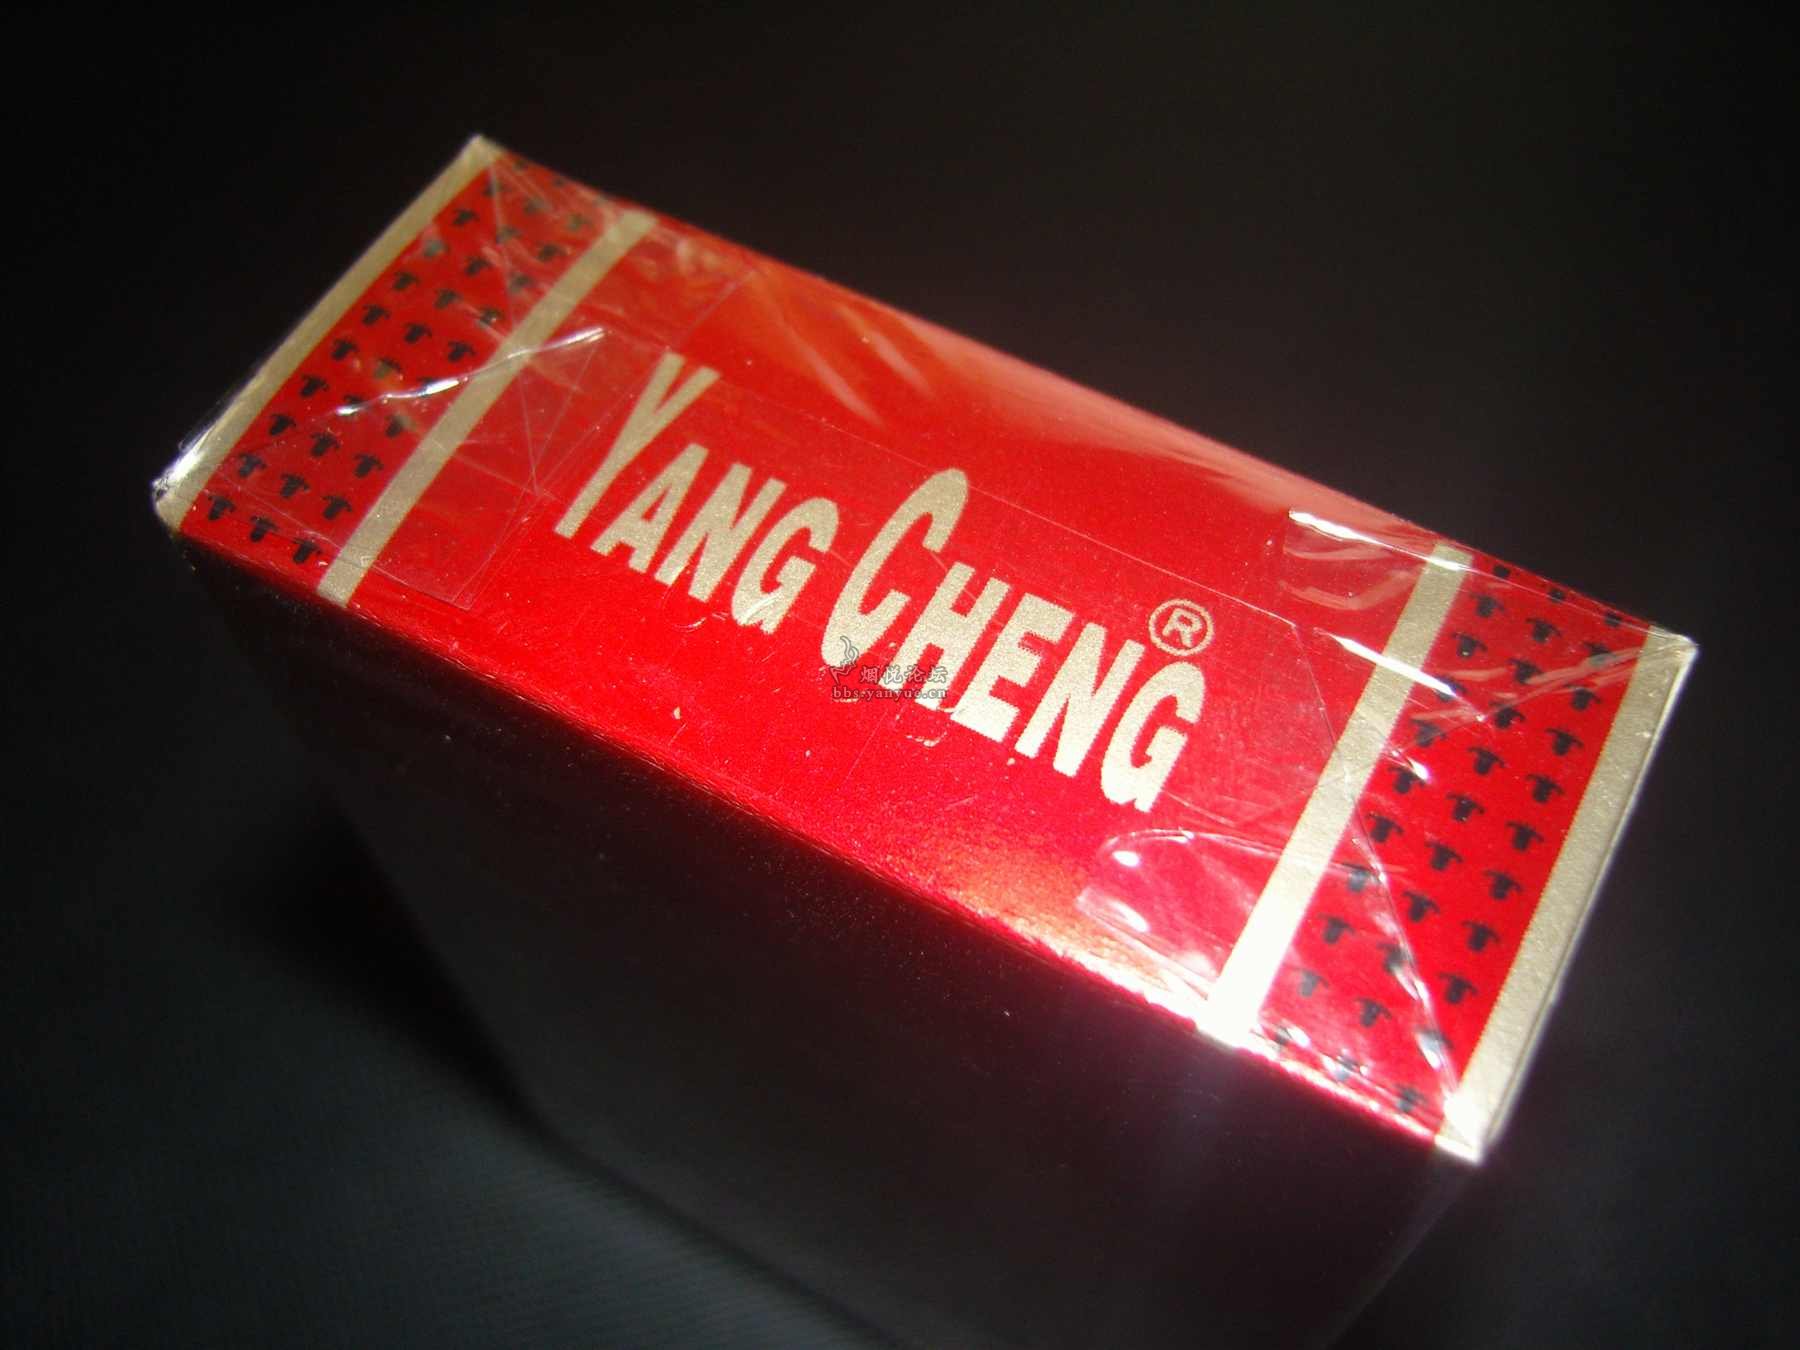 YANG CHENG®
烟悦论坛
bbs.yanyue.cn